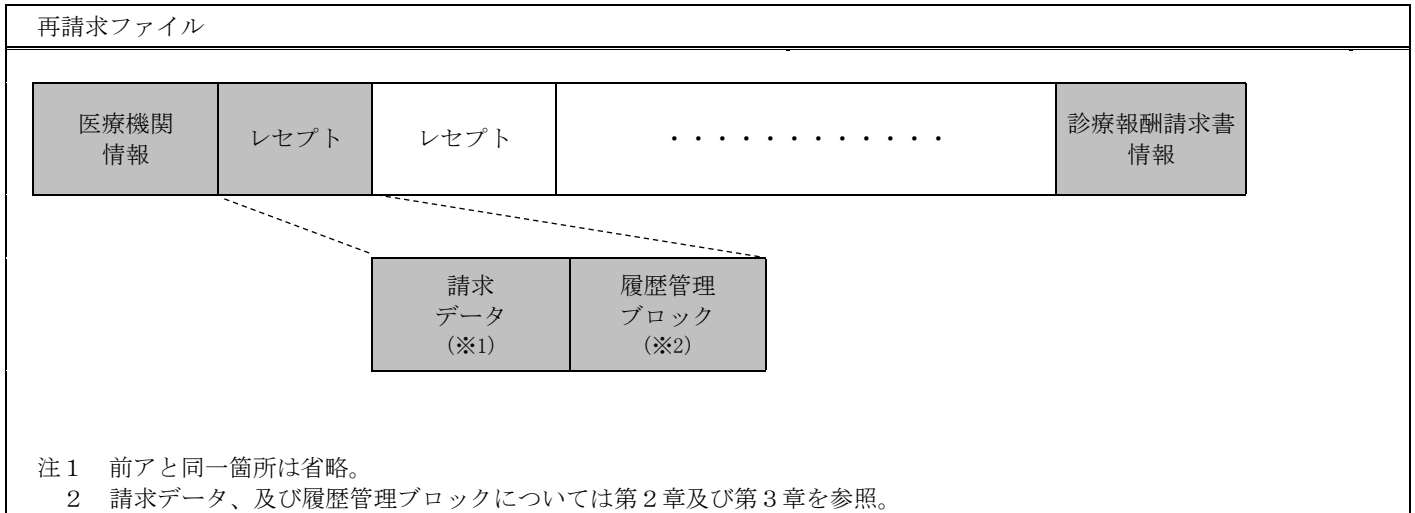 再請求ファイル
医療機関
情報
レセプト
レセプト
・・・・・・・・・・・・
診療報酬請求書
情報
請求
データ
(※1)
履歴管理
ブロック
(※2)
注１　前アと同一箇所は省略。
２　請求データ、及び履歴管理ブロックについては第２章及び第３章を参照。